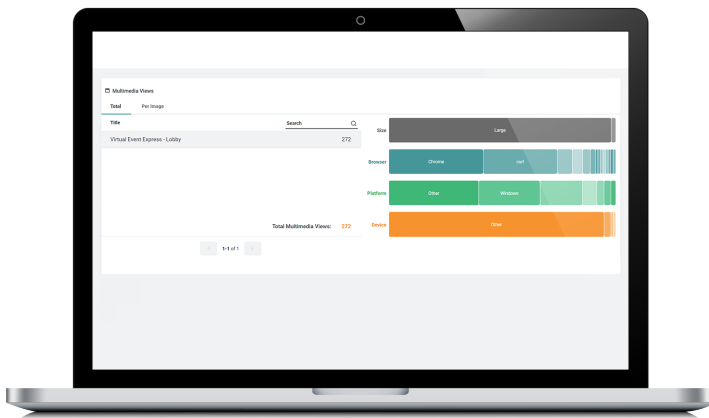 Multimedia Views
Total Per Image
Title Search
Virtual Event Express - Lobby 272
Total Multimedia Views: 272
1-1 of 1
Size Large
Browser Chrome curl
Platform Other Windows
Device Other